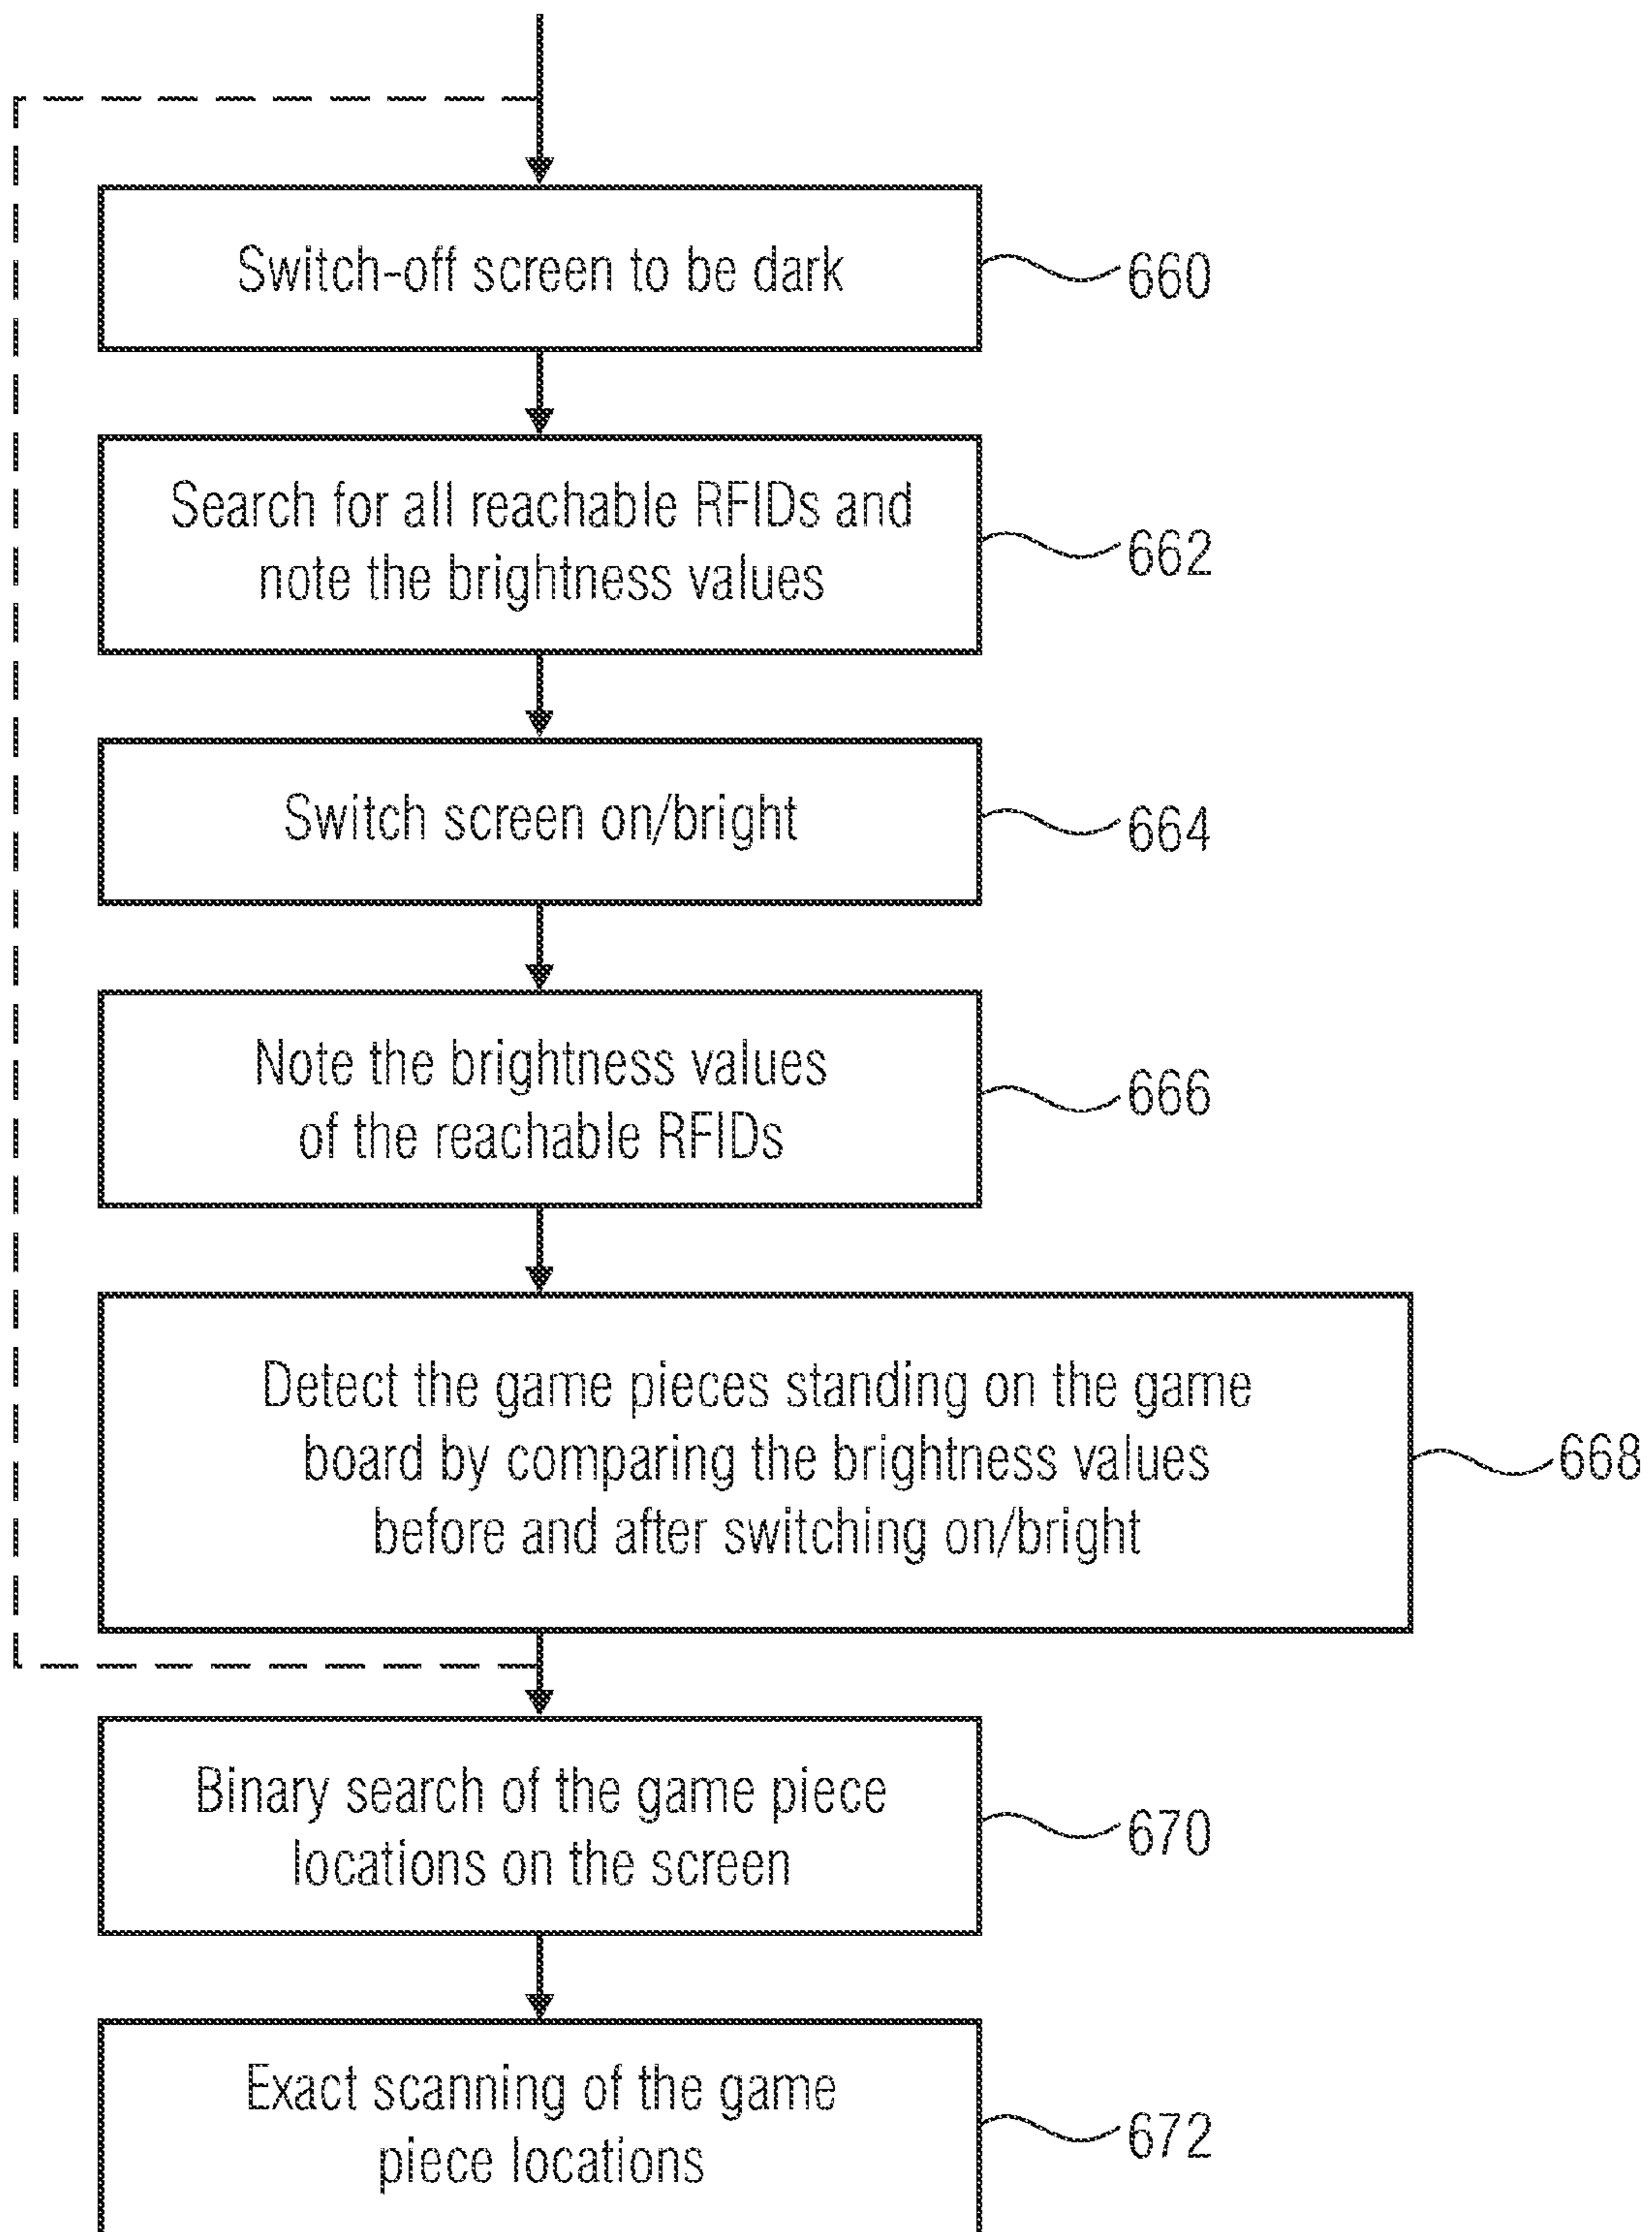 Switch-off screen to be dark
660
Search for all reachable RFIDs and
note the brightness values
662
Switch screen on/bright
664
Note the brightness values
of the reachable RFIDs
666
Detect the game pieces standing on the game
board by comparing the brightness values
before and after switching on/bright
668
Binary search of the game piece
locations on the screen
670
Exact scanning of the game
piece locations
672